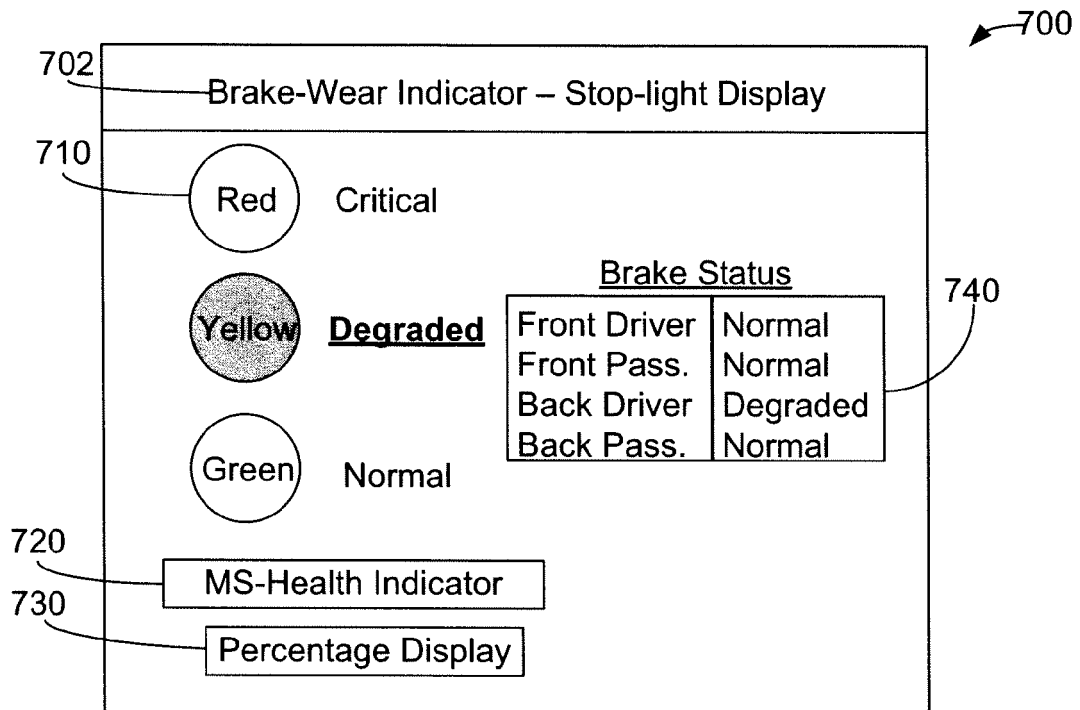 700
702
Brake-Wear Indicator – Stop-light Display
710
Red Critical
Brake Status
740
Yellow Degraded
Front Driver Normal
Front Pass. Normal
Back Driver Degraded
Back Pass. Normal
Green Normal
720
MS-Health Indicator
730
Percentage Display